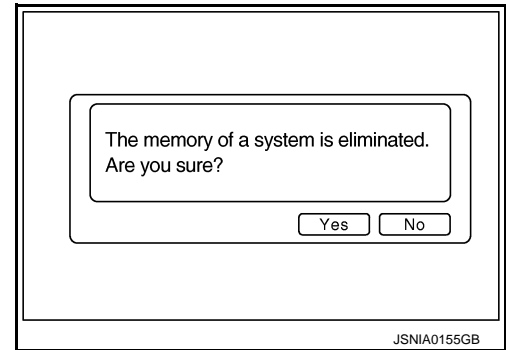 The memory of a system is eliminated.
Are you sure?
Yes No
JSNIA0155GB